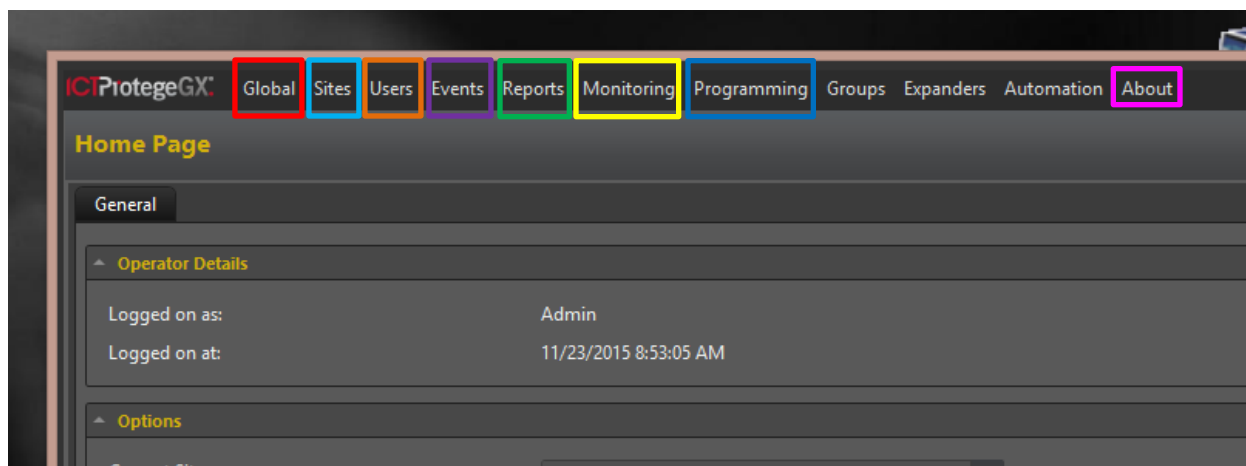 ICTProtegeGX Global Sites Users Events Reports Monitoring Programming Groups Expanders Automation About
Home Page
General
Operator Details
Logged on as: Admin
Logged on at: 11/23/2015 8:53:05 AM
Options